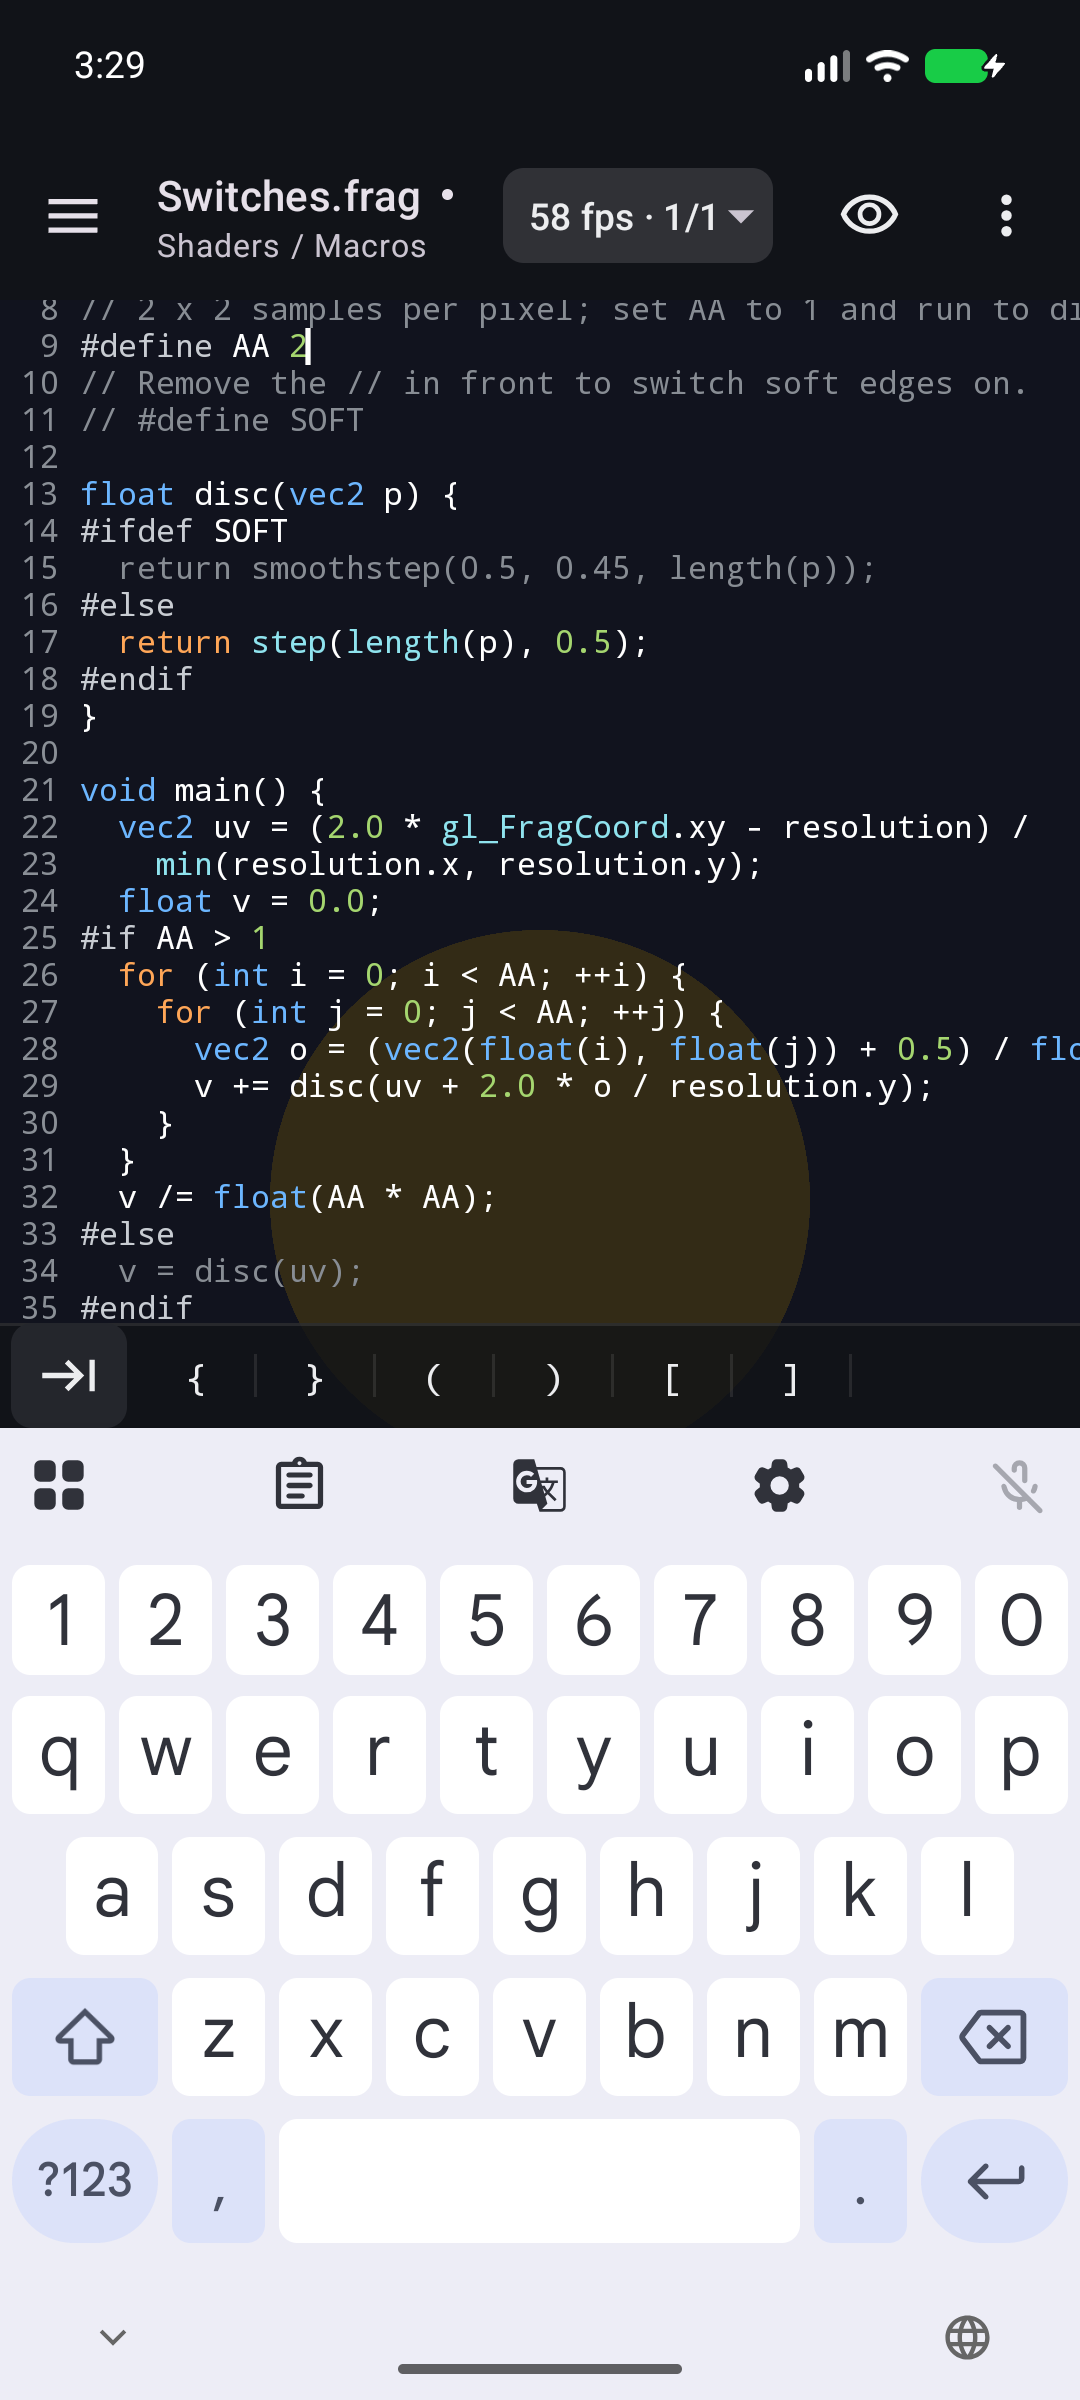 3:29
Switches.frag •
Shaders / Macros
58 fps · 1/1
8 // 2 x 2 samples per pixel; set AA to 1 and run to di
9 #define AA 2
10 // Remove the // in front to switch soft edges on.
11 // #define SOFT
12
13 float disc(vec2 p) {
14 #ifdef SOFT
15   return smoothstep(0.5, 0.45, length(p));
16 #else
17   return step(length(p), 0.5);
18 #endif
19 }
20
21 void main() {
22   vec2 uv = (2.0 * gl_FragCoord.xy - resolution) /
23     min(resolution.x, resolution.y);
24   float v = 0.0;
25 #if AA > 1
26   for (int i = 0; i < AA; ++i) {
27     for (int j = 0; j < AA; ++j) {
28       vec2 o = (vec2(float(i), float(j)) + 0.5) / flo
29       v += disc(uv + 2.0 * o / resolution.y);
30     }
31   }
32   v /= float(AA * AA);
33 #else
34   v = disc(uv);
35 #endif
{ } ( ) [ ]
1 2 3 4 5 6 7 8 9 0
q w e r t y u i o p
a s d f g h j k l
z x c v b n m
?123 , .